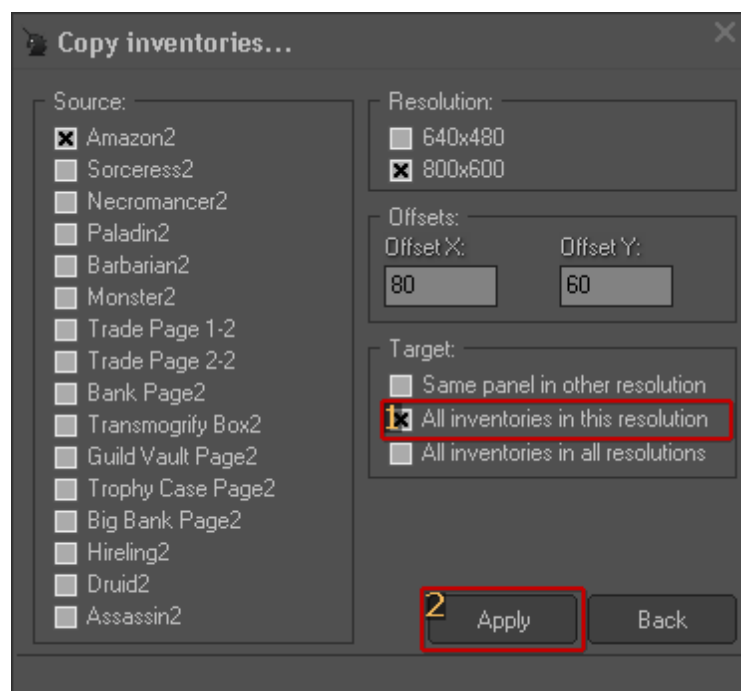 Copy inventories...
Source:
Amazon2
Sorceress2
Necromancer2
Paladin2
Barbarian2
Monster2
Trade Page 1-2
Trade Page 2-2
Bank Page2
Transmogrify Box2
Guild Vault Page2
Trophy Case Page2
Big Bank Page2
Hireling2
Druid2
Assassin2
Resolution:
640x480
800x600
Offsets:
Offset X: Offset Y:
80 60
Target:
Same panel in other resolution
1 All inventories in this resolution
All inventories in all resolutions
2 Apply Back